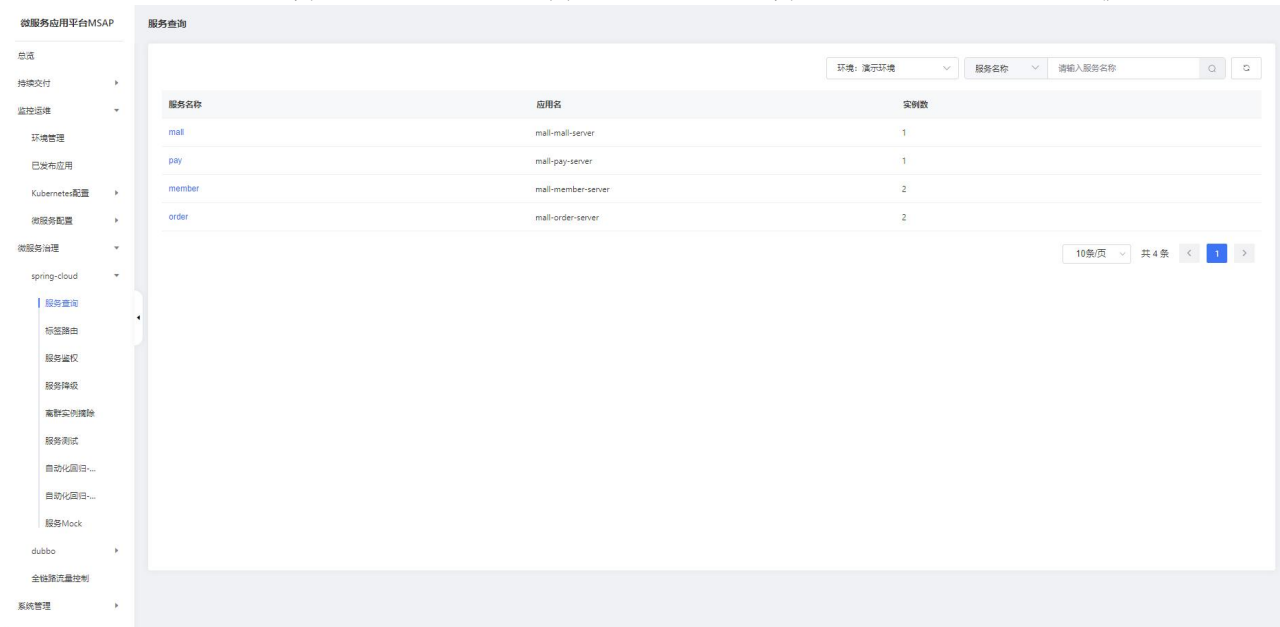 微服务应用平台MSAP
总览
持续交付
监控运维
环境管理
已发布应用
Kubernetes配置
微服务配置
微服务治理
spring-cloud
服务查询
标签路由
服务鉴权
服务降级
离群实例摘除
服务测试
自动化回归-...
自动化回归-...
服务Mock
dubbo
全链路流量控制
系统管理
服务查询
环境: 演示环境 服务名称 请输入服务名称
服务名称 应用名 实例数
mall mall-mall-server 1
pay mall-pay-server 1
member mall-member-server 2
order mall-order-server 2
10条/页 共 4 条 1